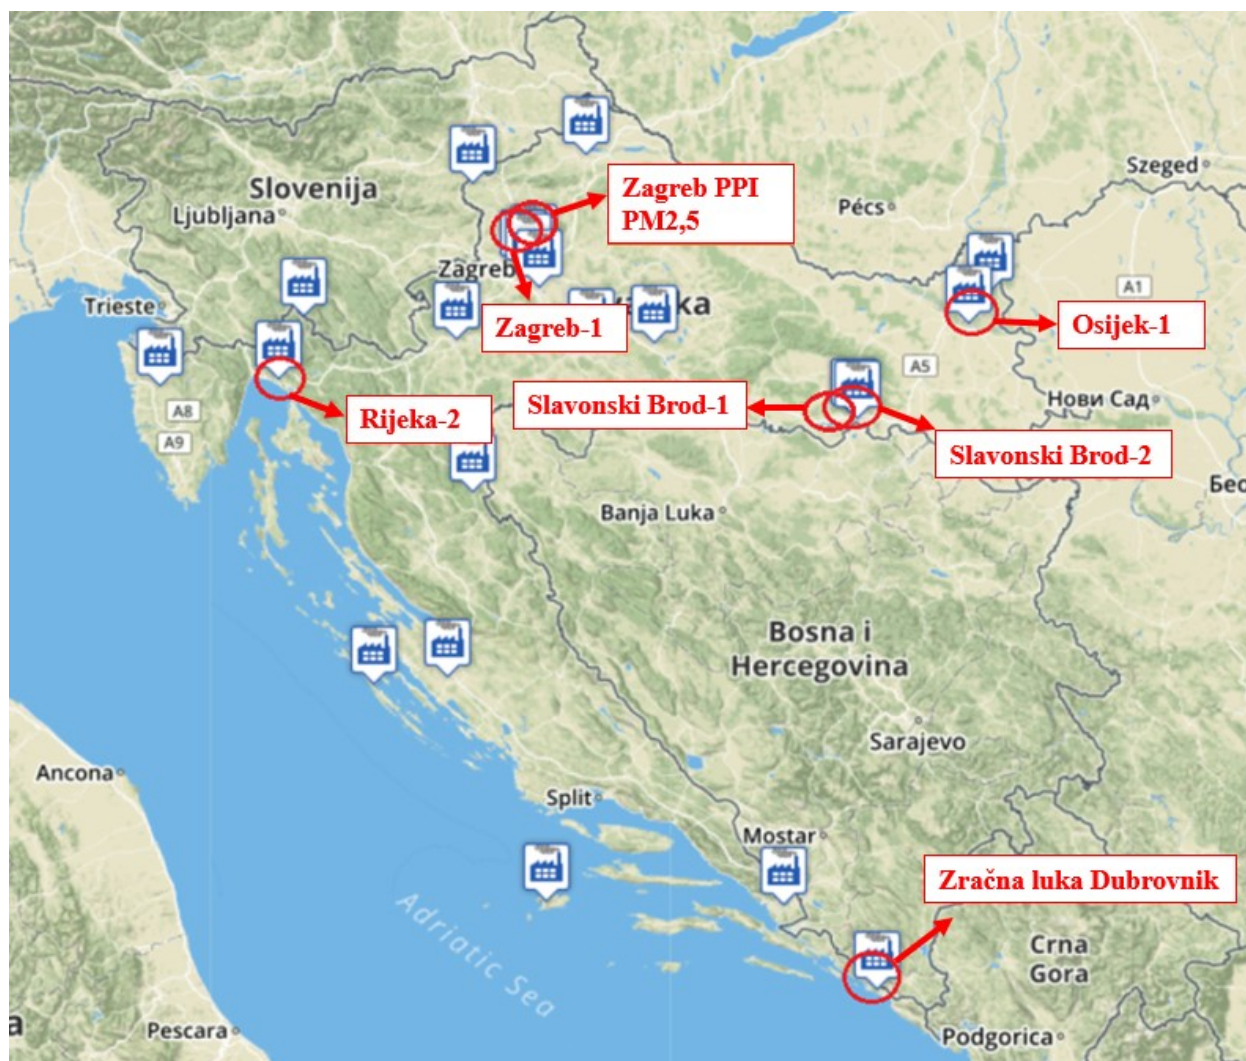 Szeged
Slovenija
Zagreb PPI
PM2,5
Ljubljana
Pécs
Zagreb
A1
Trieste
Zagreb-1
Osijek-1
A5
Slavonski Brod-1
Нови Сад
A8
Rijeka-2
A9
Slavonski Brod-2
Banja Luka
Бео
Bosna i
Hercegovina
Sarajevo
Ancona
Split
Mostar
Zračna luka Dubrovnik
Adriatic Sea
Crna
Gora
Pescara
Podgorica